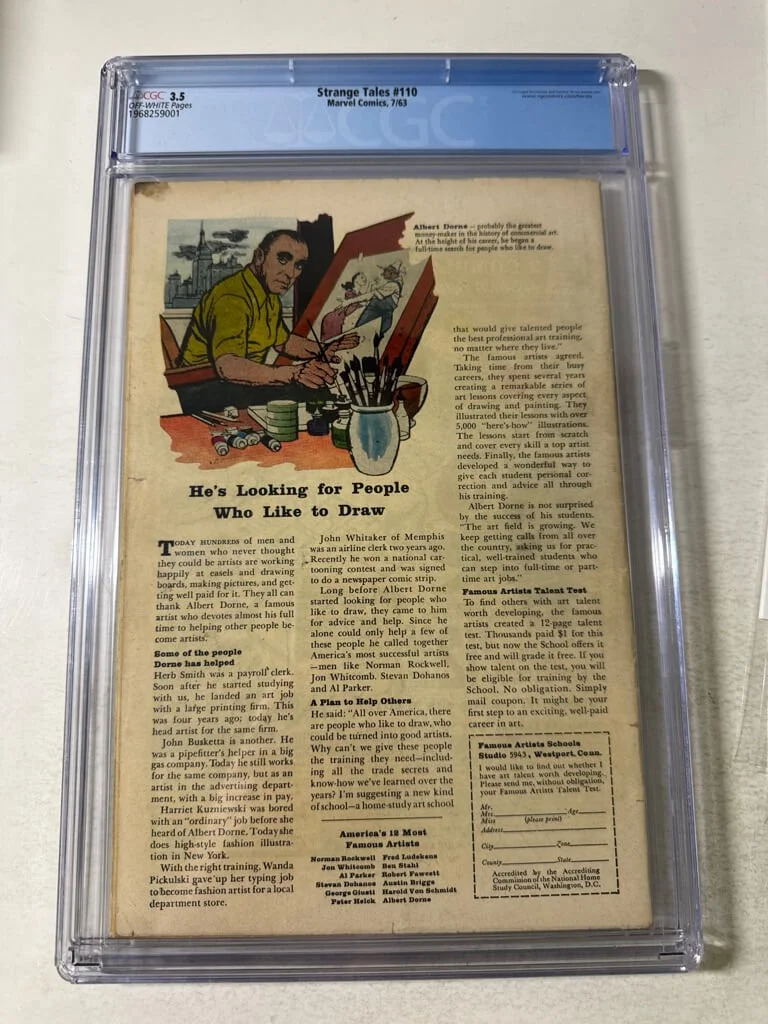 CGC 3.5
OFF-WHITE Pages
1968259001
Strange Tales #110
Marvel Comics, 7/63
CGC
Albert Dorne — probably the greatest
money-maker in the history of commercial art.
At the height of his career, he began a
full-time search for people who like to draw.
He's Looking for People
Who Like to Draw
TODAY HUNDREDS of men and
women who never thought
they could be artists are working
happily at easels and drawing
boards, making pictures, and get-
ting well paid for it. They all can
thank Albert Dorne, a famous
artist who devotes almost his full
time to helping other people be-
come artists.
Some of the people
Dorne has helped
Herb Smith was a payroll clerk.
Soon after he started studying
with us, he landed an art job
with a large printing firm. This
was four years ago; today he's
head artist for the same firm.
John Busketta is another. He
was a pipefitter's helper in a big
gas company. Today he still works
for the same company, but as an
artist in the advertising depart-
ment, with a big increase in pay.
Harriet Kuzniewski was bored
with an "ordinary" job before she
heard of Albert Dorne. Today she
does high-style fashion illustra-
tion in New York.
With the right training, Wanda
Pickulski gave up her typing job
to become fashion artist for a local
department store.
John Whitaker of Memphis
was an airline clerk two years ago.
Recently he won a national car-
tooning contest and was signed
to do a newspaper comic strip.
Long before Albert Dorne
started looking for people who
like to draw, they came to him
for advice and help. Since he
alone could only help a few of
these people he called together
America's most successful artists
—men like Norman Rockwell,
Jon Whitcomb, Stevan Dohanos
and Al Parker.
A Plan to Help Others
He said: "All over America, there
are people who like to draw, who
could be turned into good artists.
Why can't we give these people
the training they need—includ-
ing all the trade secrets and
know-how we've learned over the
years? I'm suggesting a new kind
of school—a home-study art school
America's 12 Most
Famous Artists
Norman Rockwell Fred Ludekens
Jon Whitcomb Ben Stahl
Al Parker Robert Fawcett
Stevan Dohanos Austin Briggs
George Giusti Harold Von Schmidt
Peter Helck Albert Dorne
that would give talented people
the best professional art training,
no matter where they live."
The famous artists agreed.
Taking time from their busy
careers, they spent several years
creating a remarkable series of
art lessons covering every aspect
of drawing and painting. They
illustrated their lessons with over
5,000 "here's-how" illustrations.
The lessons start from scratch
and cover every skill a top artist
needs. Finally, the famous artists
developed a wonderful way to
give each student personal cor-
rection and advice all through
his training.
Albert Dorne is not surprised
by the success of his students.
"The art field is growing. We
keep getting calls from all over
the country, asking us for prac-
tical, well-trained students who
can step into full-time or part-
time art jobs."
Famous Artists Talent Test
To find others with art talent
worth developing, the famous
artists created a 12-page talent
test. Thousands paid $1 for this
test, but now the School offers it
free and will grade it free. If you
show talent on the test, you will
be eligible for training by the
School. No obligation. Simply
mail coupon. It might be your
first step to an exciting, well-paid
career in art.
Famous Artists Schools
Studio 5943, Westport, Conn.
I would like to find out whether I
have art talent worth developing.
Please send me, without obligation,
your Famous Artists Talent Test.
Mr.
Mrs. Age
Miss (please print)
Address
City Zone
County State
Accredited by the Accrediting
Commission of the National Home
Study Council, Washington, D.C.